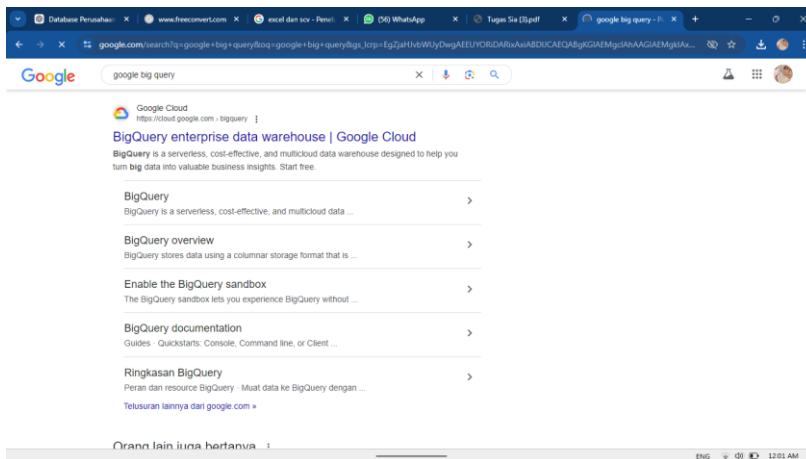 Database Perusahaan
www.freeconvert.com
excel dan scv - Penel
(56) WhatsApp
Tugas Sia [3].pdf
google big query - P
google.com/search?q=google+big+query&oq=google+big+query&gs_lcrp=
Google
google big query
Google Cloud
https://cloud.google.com › bigquery
BigQuery enterprise data warehouse | Google Cloud
BigQuery is a serverless, cost-effective, and multicloud data warehouse designed to help you
turn big data into valuable business insights. Start free.
BigQuery
BigQuery is a serverless, cost-effective, and multicloud data ...
BigQuery overview
BigQuery stores data using a columnar storage format that is ...
Enable the BigQuery sandbox
The BigQuery sandbox lets you experience BigQuery without ...
BigQuery documentation
Guides · Quickstarts: Console, Command line, or Client ...
Ringkasan BigQuery
Peran dan resource BigQuery · Muat data ke BigQuery dengan ...
Telusuran lainnya dari google.com »
Orang lain juga bertanya
ENG 12:01 AM